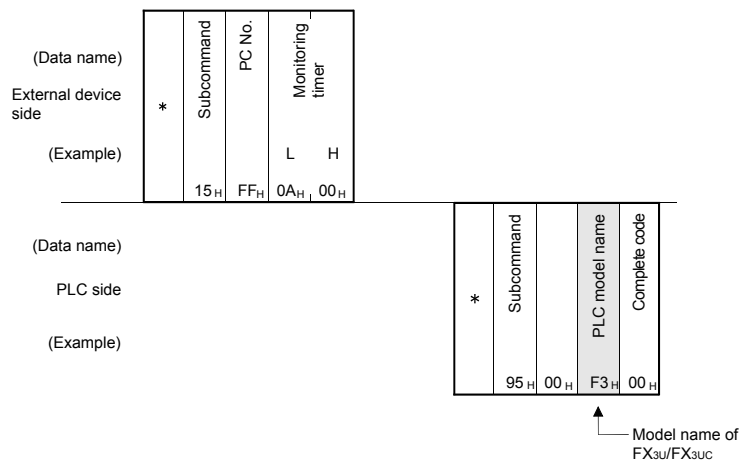 (Data name)
External device
side
(Example)
*
Subcommand
PC No.
Monitoring
timer
L H
15H FFH 0AH 00H
(Data name)
PLC side
(Example)
*
Subcommand
PLC model name
Complete code
95H 00H F3H 00H
Model name of
FX3U/FX3UC